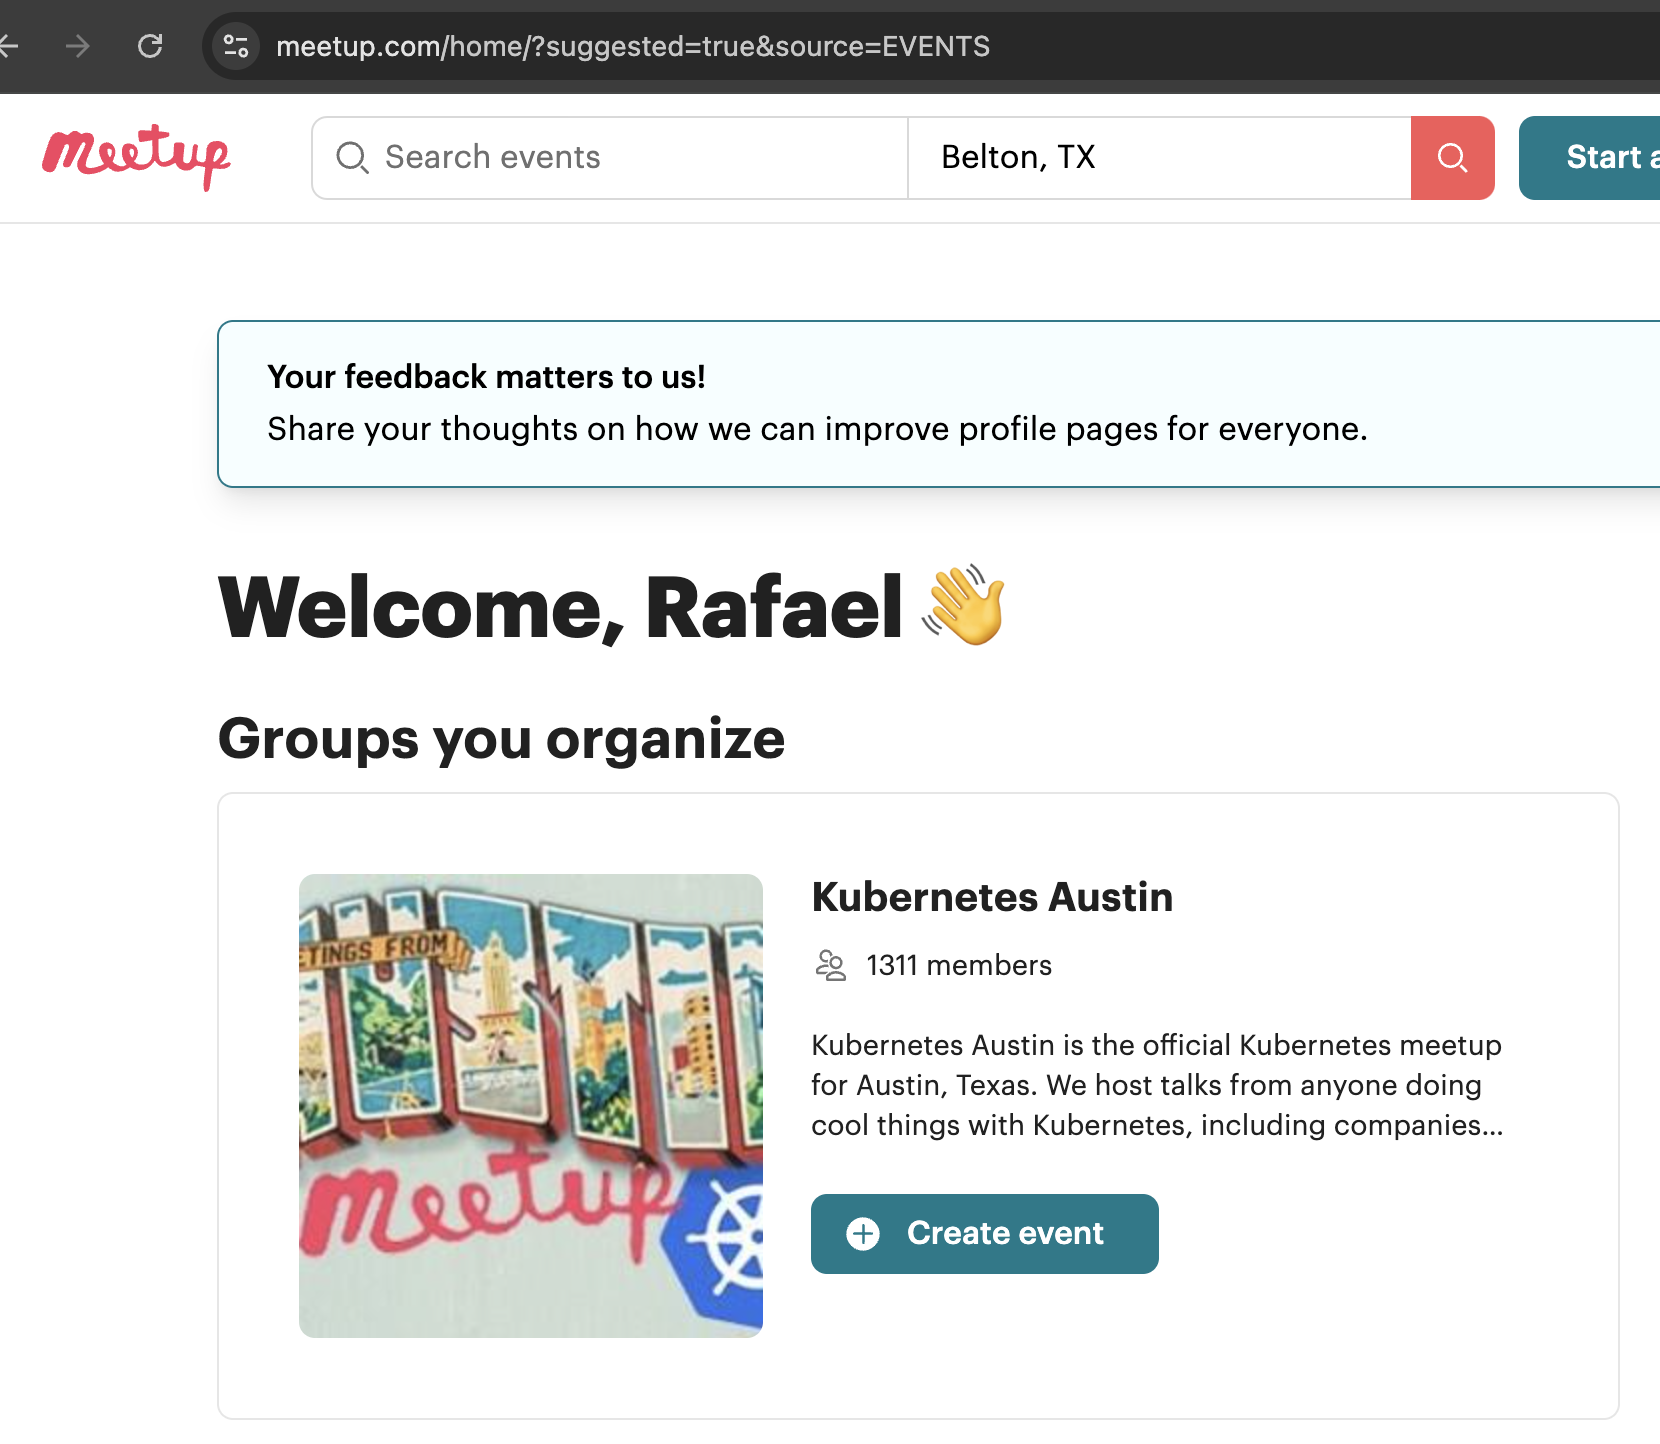 meetup.com/home/?suggested=true&source=EVENTS
meetup
Search events
Belton, TX
Start a
Your feedback matters to us!
Share your thoughts on how we can improve profile pages for everyone.
Welcome, Rafael 👋
Groups you organize
TINGS FROM
meetup
Kubernetes Austin
1311 members
Kubernetes Austin is the official Kubernetes meetup
for Austin, Texas. We host talks from anyone doing
cool things with Kubernetes, including companies...
Create event